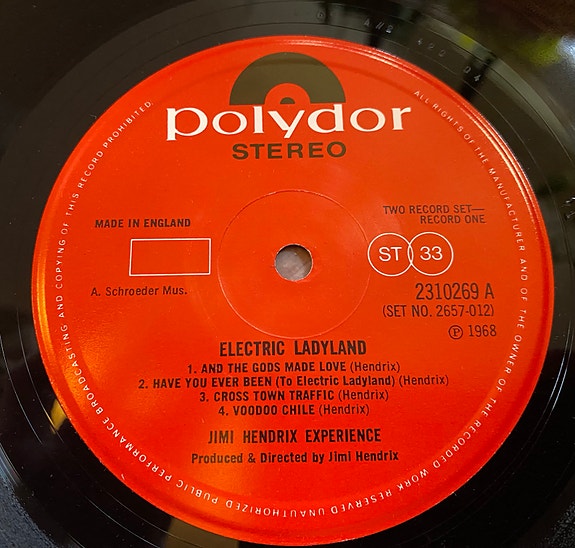 polydor
STEREO
MADE IN ENGLAND
A. Schroeder Mus.
TWO RECORD SET—
RECORD ONE
ST 33
2310269 A
(SET NO. 2657-012)
Ⓟ 1968
ELECTRIC LADYLAND
1. AND THE GODS MADE LOVE (Hendrix)
2. HAVE YOU EVER BEEN (To Electric Ladyland) (Hendrix)
3. CROSS TOWN TRAFFIC (Hendrix)
4. VOODOO CHILE (Hendrix)
JIMI HENDRIX EXPERIENCE
Produced & Directed by Jimi Hendrix
ALL RIGHTS OF THE MANUFACTURER AND OF THE OWNER OF THE RECORDED WORK RESERVED UNAUTHORISED PUBLIC PERFORMANCE BROADCASTING AND COPYING OF THIS RECORD PROHIBITED.